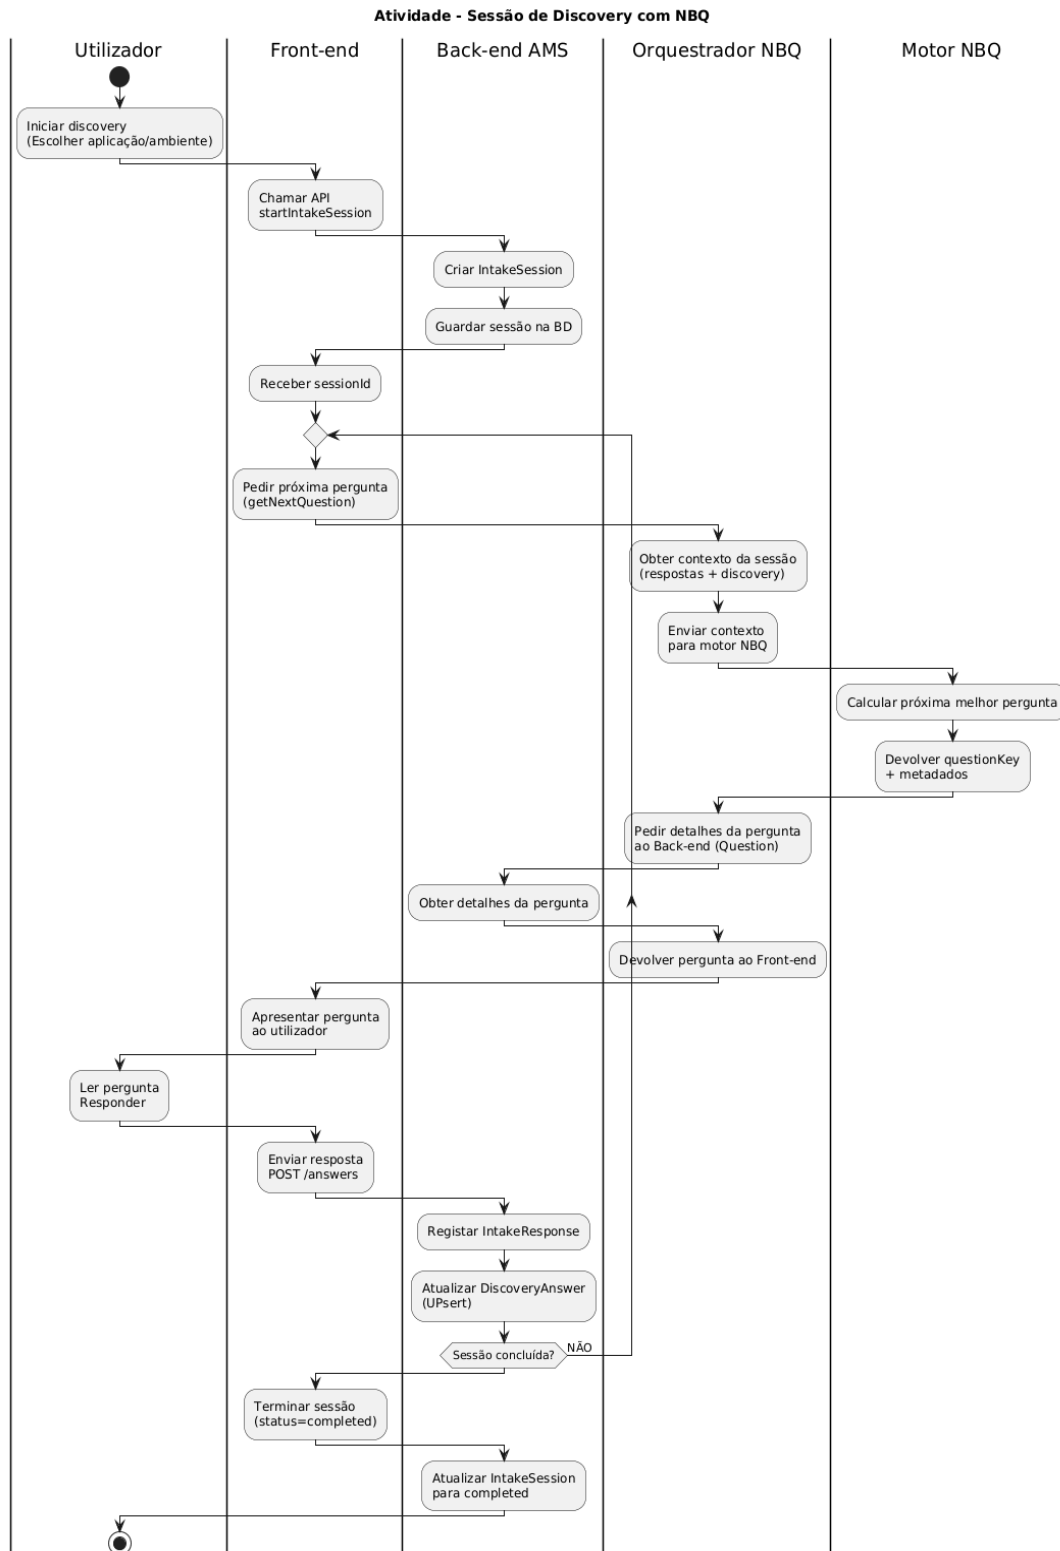 Atividade - Sessão de Discovery com NBQ
Utilizador
Front-end
Back-end AMS
Orquestrador NBQ
Motor NBQ
Iniciar discovery
(Escolher aplicação/ambiente)
Chamar API
startIntakeSession
Criar IntakeSession
Guardar sessão na BD
Receber sessionId
Pedir próxima pergunta
(getNextQuestion)
Obter contexto da sessão
(respostas + discovery)
Enviar contexto
para motor NBQ
Calcular próxima melhor pergunta
Devolver questionKey
+ metadados
Pedir detalhes da pergunta
ao Back-end (Question)
Obter detalhes da pergunta
Devolver pergunta ao Front-end
Apresentar pergunta
ao utilizador
Ler pergunta
Responder
Enviar resposta
POST /answers
Registar IntakeResponse
Atualizar DiscoveryAnswer
(UPsert)
Sessão concluída?
NÃO
Terminar sessão
(status=completed)
Atualizar IntakeSession
para completed